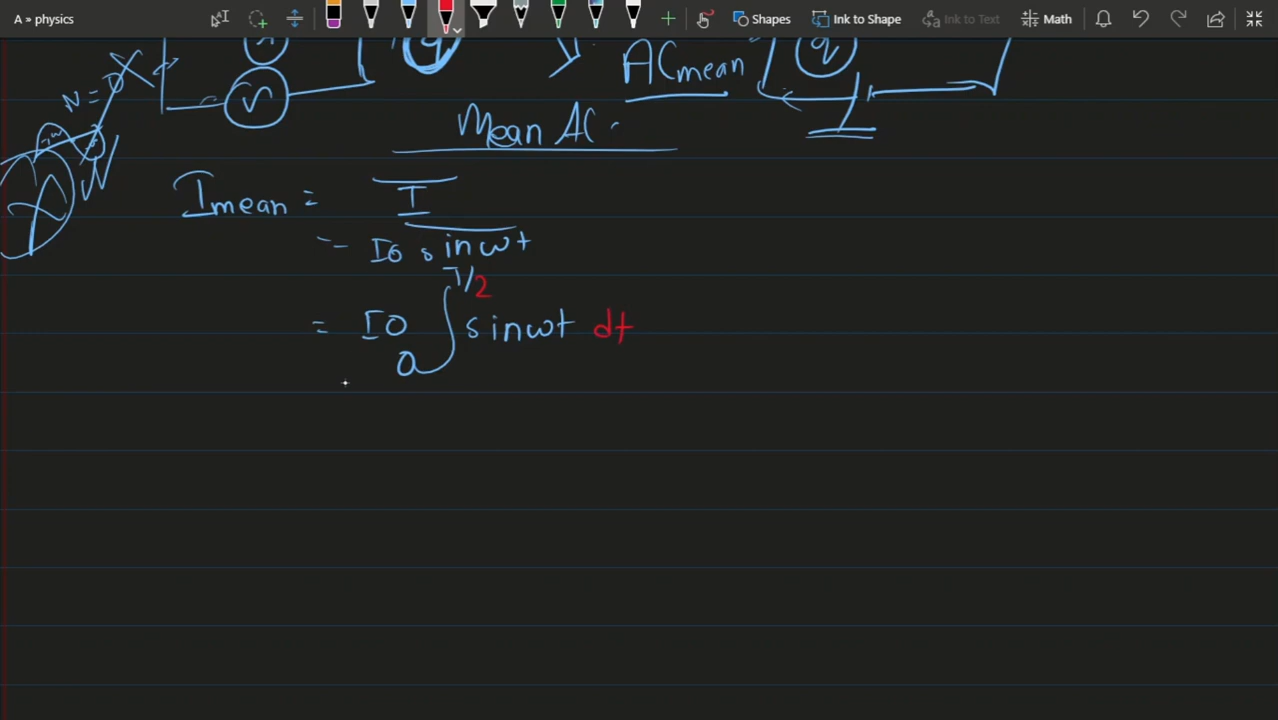 A » physics
Shapes
Ink to Shape
Ink to Text
Math
N = D
V
q
ACmean
q
Mean AC
Imean = I
= I0 sinωt
= I0 ∫ 0 T/2 sinωt dt